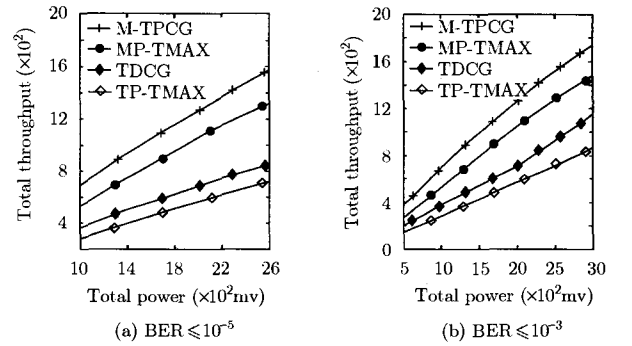 20
16
12
8
4
Total throughput (×10²)
M-TPCG
MP-TMAX
TDCG
TP-TMAX
10 14 18 22 26
Total power (×10²mv)
(a) BER⩽10⁻⁵
20
16
12
8
4
0
Total throughput (×10²)
M-TPCG
MP-TMAX
TDCG
TP-TMAX
5 10 15 20 25 30
Total power (×10²mv)
(b) BER⩽10⁻³